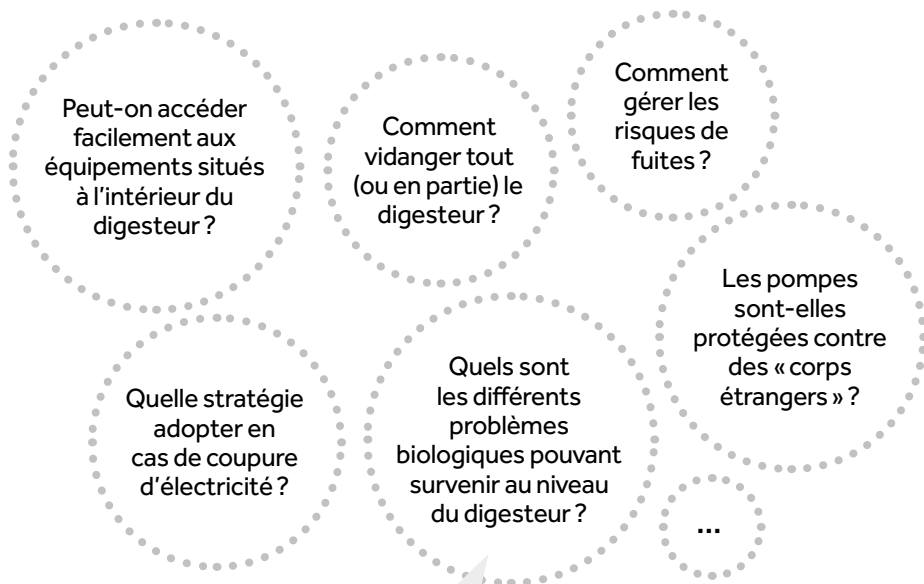 Peut-on accéder
facilement aux
équipements situés
à l’intérieur du
digesteur ?
Comment
vidanger tout
(ou en partie) le
digesteur ?
Comment
gérer les
risques de
fuites ?
Les pompes
sont-elles
protégées contre
des « corps
étrangers » ?
Quelle stratégie
adopter en
cas de coupure
d’électricité ?
Quels sont
les différents
problèmes
biologiques pouvant
survenir au niveau
du digesteur ?
...